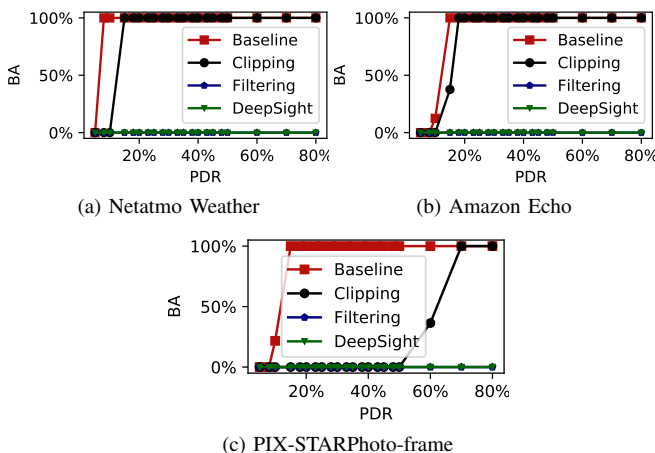 100%
50%
0%
BA
Baseline
Clipping
Filtering
DeepSight
20% 40% 60% 80%
PDR
(a) Netatmo Weather
100%
50%
0%
BA
Baseline
Clipping
Filtering
DeepSight
20% 40% 60% 80%
PDR
(b) Amazon Echo
100%
50%
0%
BA
Baseline
Clipping
Filtering
DeepSight
20% 40% 60% 80%
PDR
(c) PIX-STARPhoto-frame